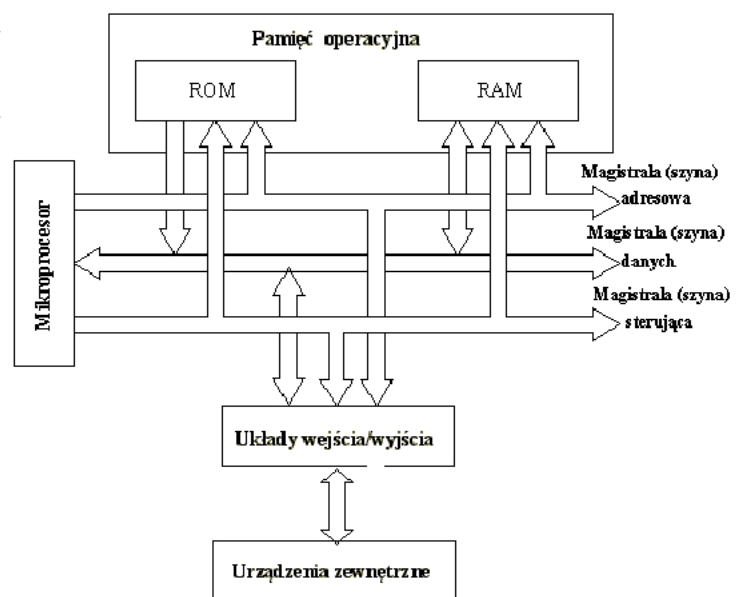 Pamięć operacyjna
ROM
RAM
Magistrala (szyna)
adresowa
Magistrala (szyna)
danych
Magistrala (szyna)
sterująca
Mikroprocesor
Układy wejścia/wyjścia
Urządzenia zewnętrzne